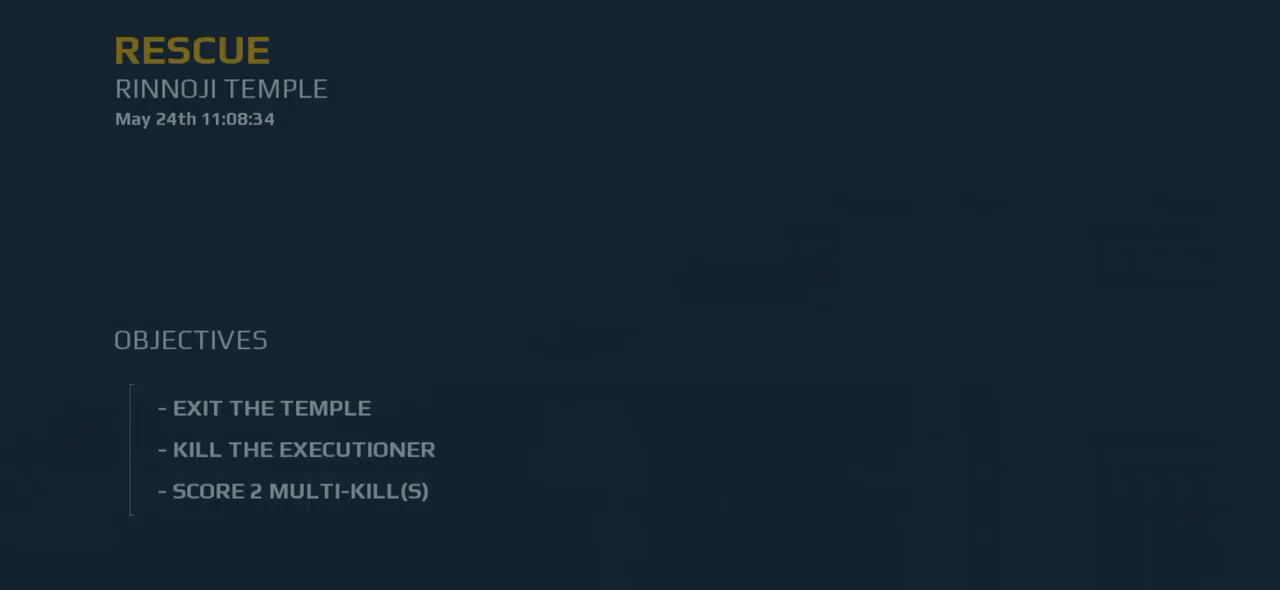 RESCUE
RINNOJI TEMPLE
May 24th 11:08:34
OBJECTIVES
- EXIT THE TEMPLE
- KILL THE EXECUTIONER
- SCORE 2 MULTI-KILL(S)